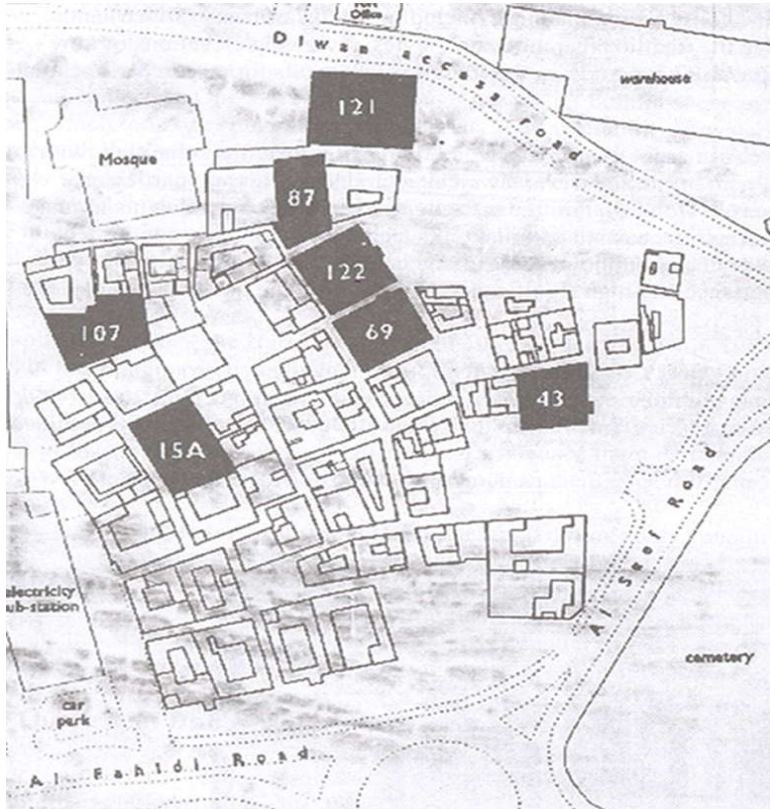 Office
Diwan access road
warehouse
121
Mosque
87
122
107
69
43
15A
Al Seef Road
electricity
sub-station
cemetery
car
park
Al Fahidi Road